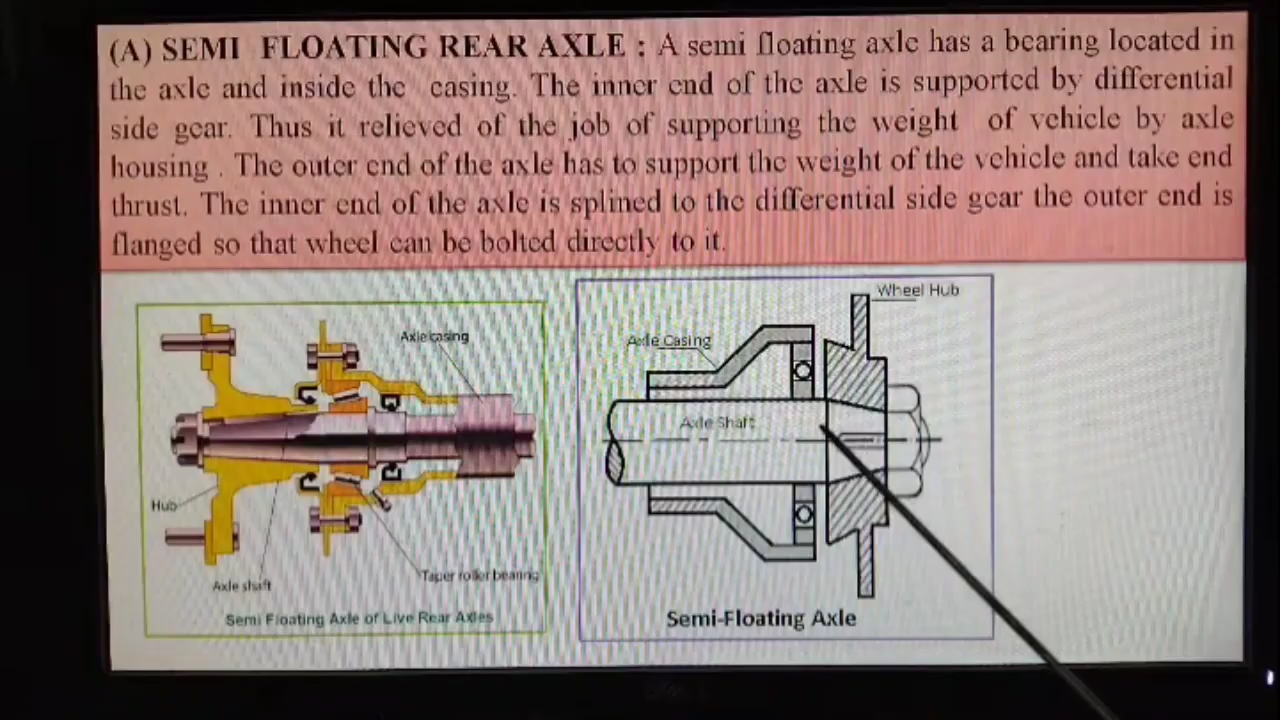 (A) SEMI FLOATING REAR AXLE : A semi floating axle has a bearing located in
the axle and inside the casing. The inner end of the axle is supported by differential
side gear. Thus it relieved of the job of supporting the weight of vehicle by axle
housing . The outer end of the axle has to support the weight of the vehicle and take end
thrust. The inner end of the axle is splined to the differential side gear the outer end is
flanged so that wheel can be bolted directly to it.
Axle casing
Hub
Axle shaft
Taper roller bearing
Semi Floating Axle of Live Rear Axles
Wheel Hub
Axle Casing
Axle Shaft
Semi-Floating Axle